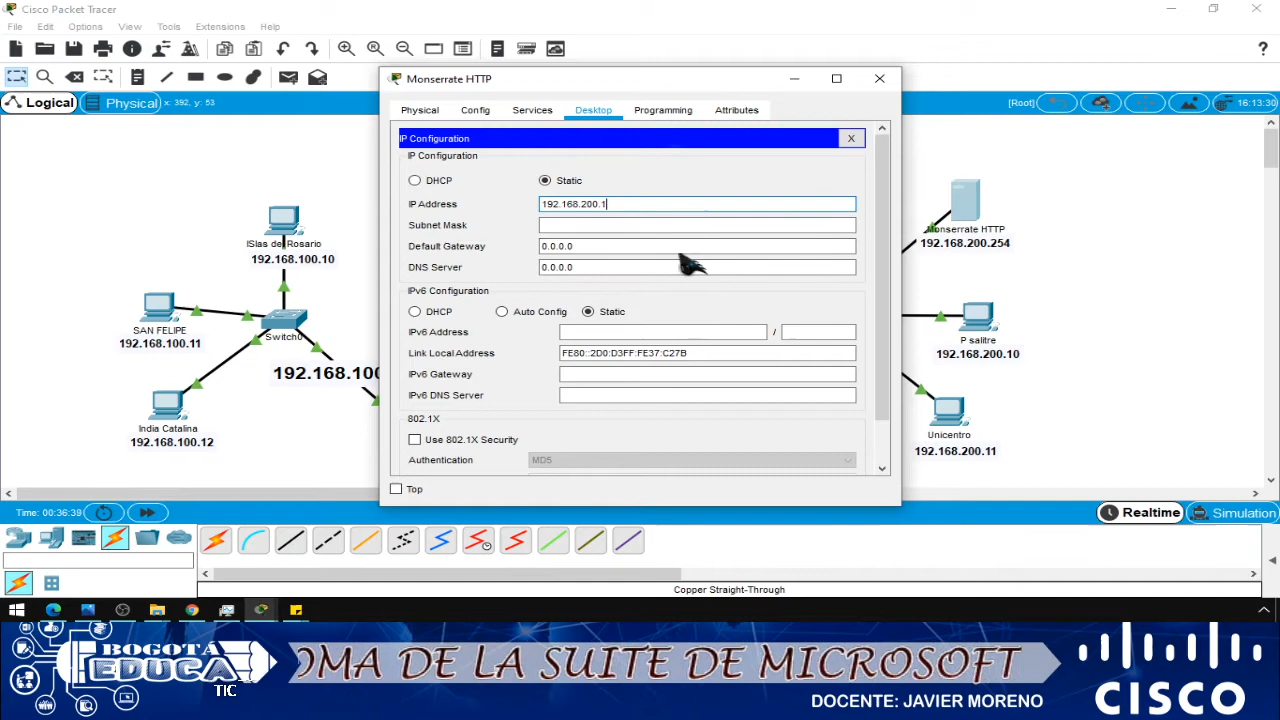 Cisco Packet Tracer
File Edit Options View Tools Extensions Help
Logical Physical x: 392, y: 53 [Root] 16:13:30
Monserrate HTTP
Physical Config Services Desktop Programming Attributes
IP Configuration X
IP Configuration
DHCP Static
IP Address 192.168.200.1
Subnet Mask
Default Gateway 0.0.0.0
DNS Server 0.0.0.0
IPv6 Configuration
DHCP Auto Config Static
IPv6 Address /
Link Local Address FE80::2D0:D3FF:FE37:C27B
IPv6 Gateway
IPv6 DNS Server
802.1X
Use 802.1X Security
Authentication MD5
Top
ISlas del Rosario
192.168.100.10
SAN FELIPE
192.168.100.11
Switch0
192.168.100
India Catalina
192.168.100.12
Monserrate HTTP
192.168.200.254
P salitre
192.168.200.10
Unicentro
192.168.200.11
Time: 00:36:39 Realtime Simulation
Copper Straight-Through
BOGOTA
EDUCA
TIC
OMA DE LA SUITE DE MICROSOFT
DOCENTE: JAVIER MORENO
CISCO